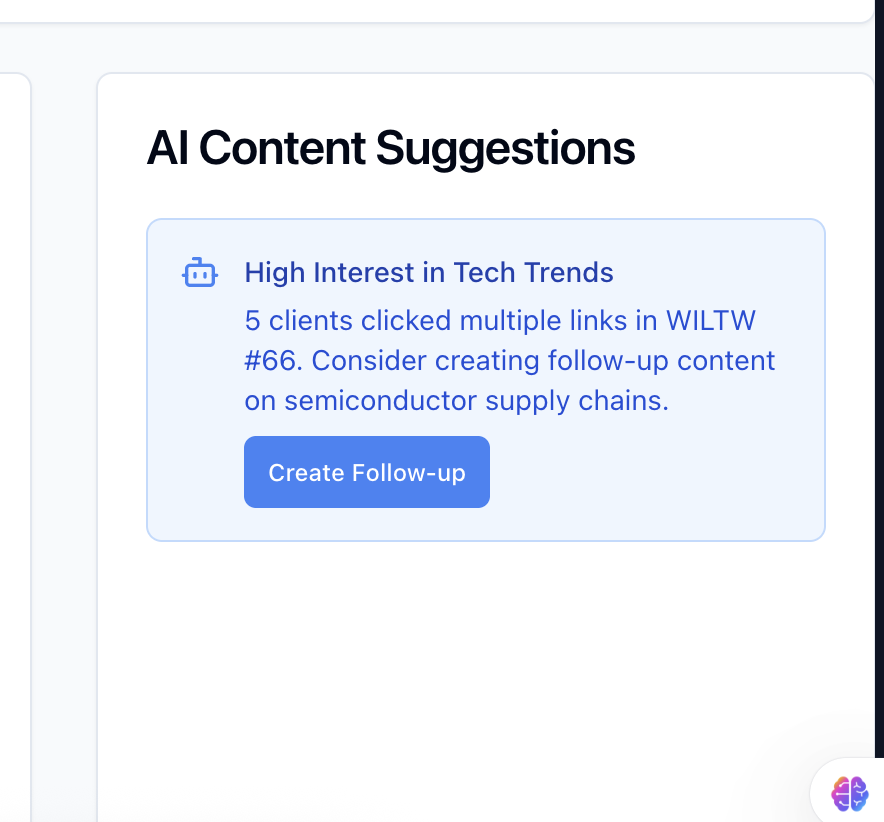 AI Content Suggestions
High Interest in Tech Trends
5 clients clicked multiple links in WILTW
#66. Consider creating follow-up content
on semiconductor supply chains.
Create Follow-up